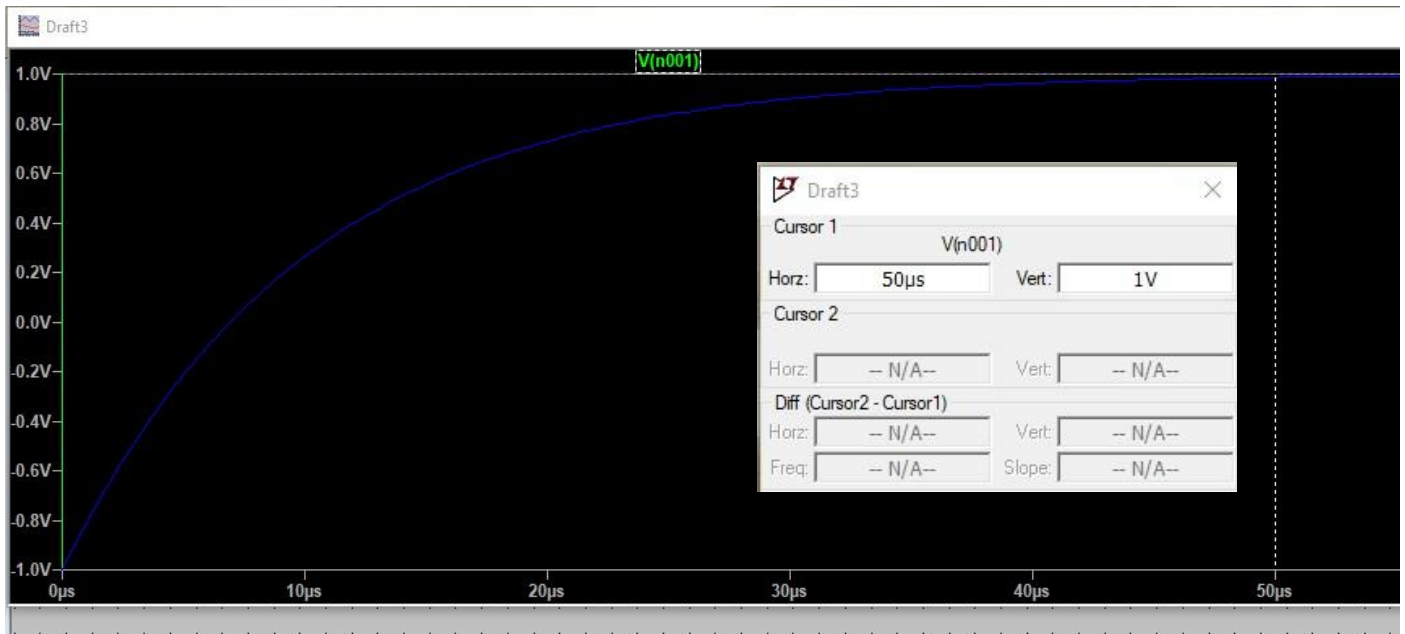 Draft3
V(n001)
1.0V
0.8V
0.6V
0.4V
0.2V
0.0V
-0.2V
-0.4V
-0.6V
-0.8V
-1.0V
0µs 10µs 20µs 30µs 40µs 50µs
Draft3
Cursor 1
V(n001)
Horz: 50µs Vert: 1V
Cursor 2
Horz: -- N/A-- Vert: -- N/A--
Diff (Cursor2 - Cursor1)
Horz: -- N/A-- Vert: -- N/A--
Freq: -- N/A-- Slope: -- N/A--